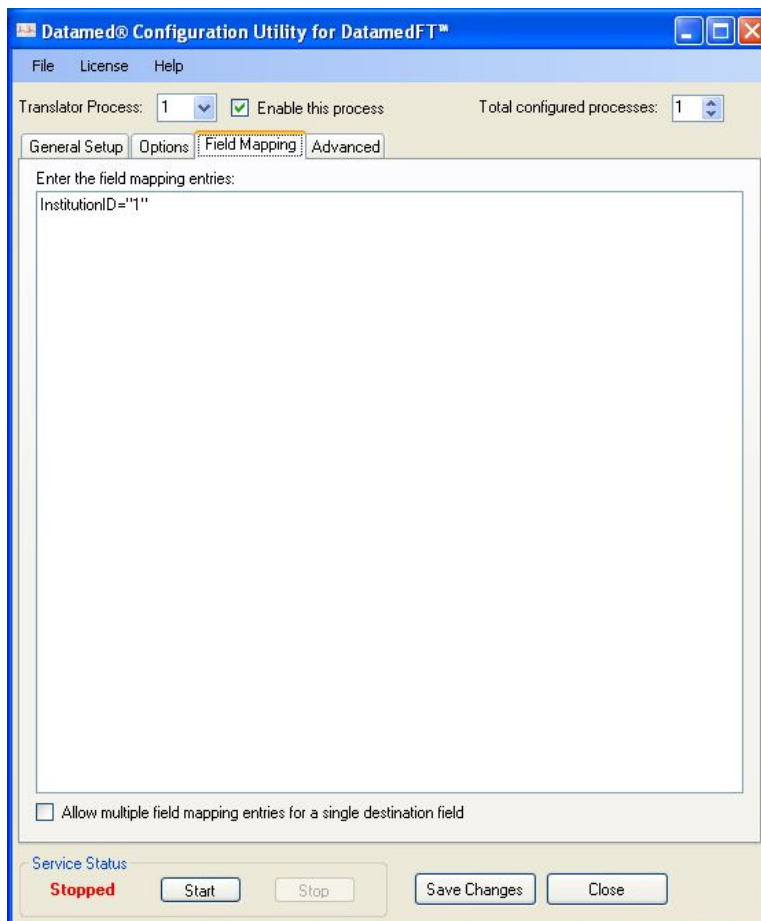 Datamed® Configuration Utility for DatamedFT™
File License Help
Translator Process: 1 Enable this process Total configured processes: 1
General Setup Options Field Mapping Advanced
Enter the field mapping entries:
InstitutionID="1"
Allow multiple field mapping entries for a single destination field
Service Status
Stopped Start Stop Save Changes Close